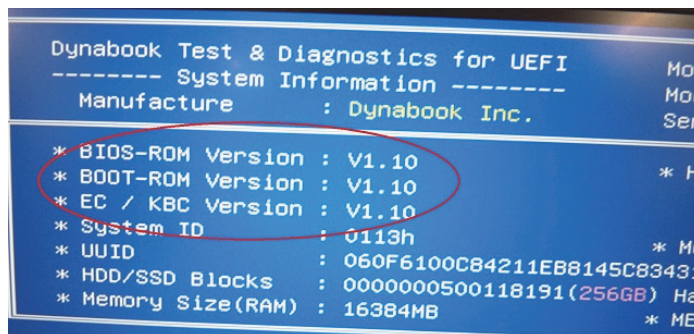 Dynabook Test & Diagnostics for UEFI
-------- System Information --------
Manufacture : Dynabook Inc.
* BIOS-ROM Version : V1.10
* BOOT-ROM Version : V1.10
* EC / KBC Version : V1.10
* System ID : 0113h
* UUID : 060F6100C84211EB8145C8343
* HDD/SSD Blocks : 0000000500118191(256GB)
* Memory Size(RAM) : 16384MB